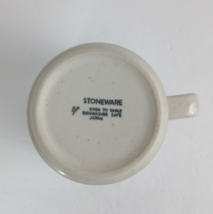 STONEWARE
OVEN TO TABLE
DISHWASHER SAFE
JAPAN